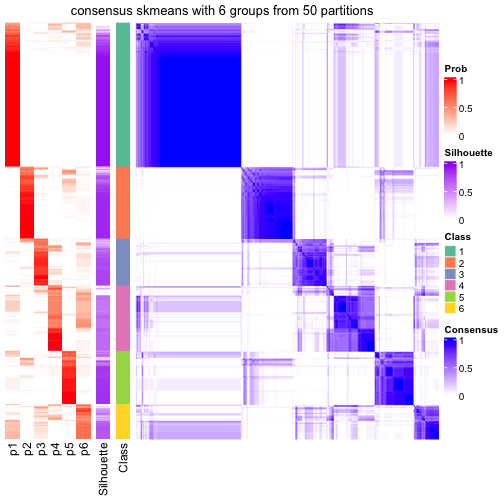 consensus skmeans with 6 groups from 50 partitions
Prob
1
0.5
0
Silhouette
1
0.5
0
Class
1
2
3
4
5
6
Consensus
1
0.5
0
p1
p2
p3
p4
p5
p6
Silhouette
Class